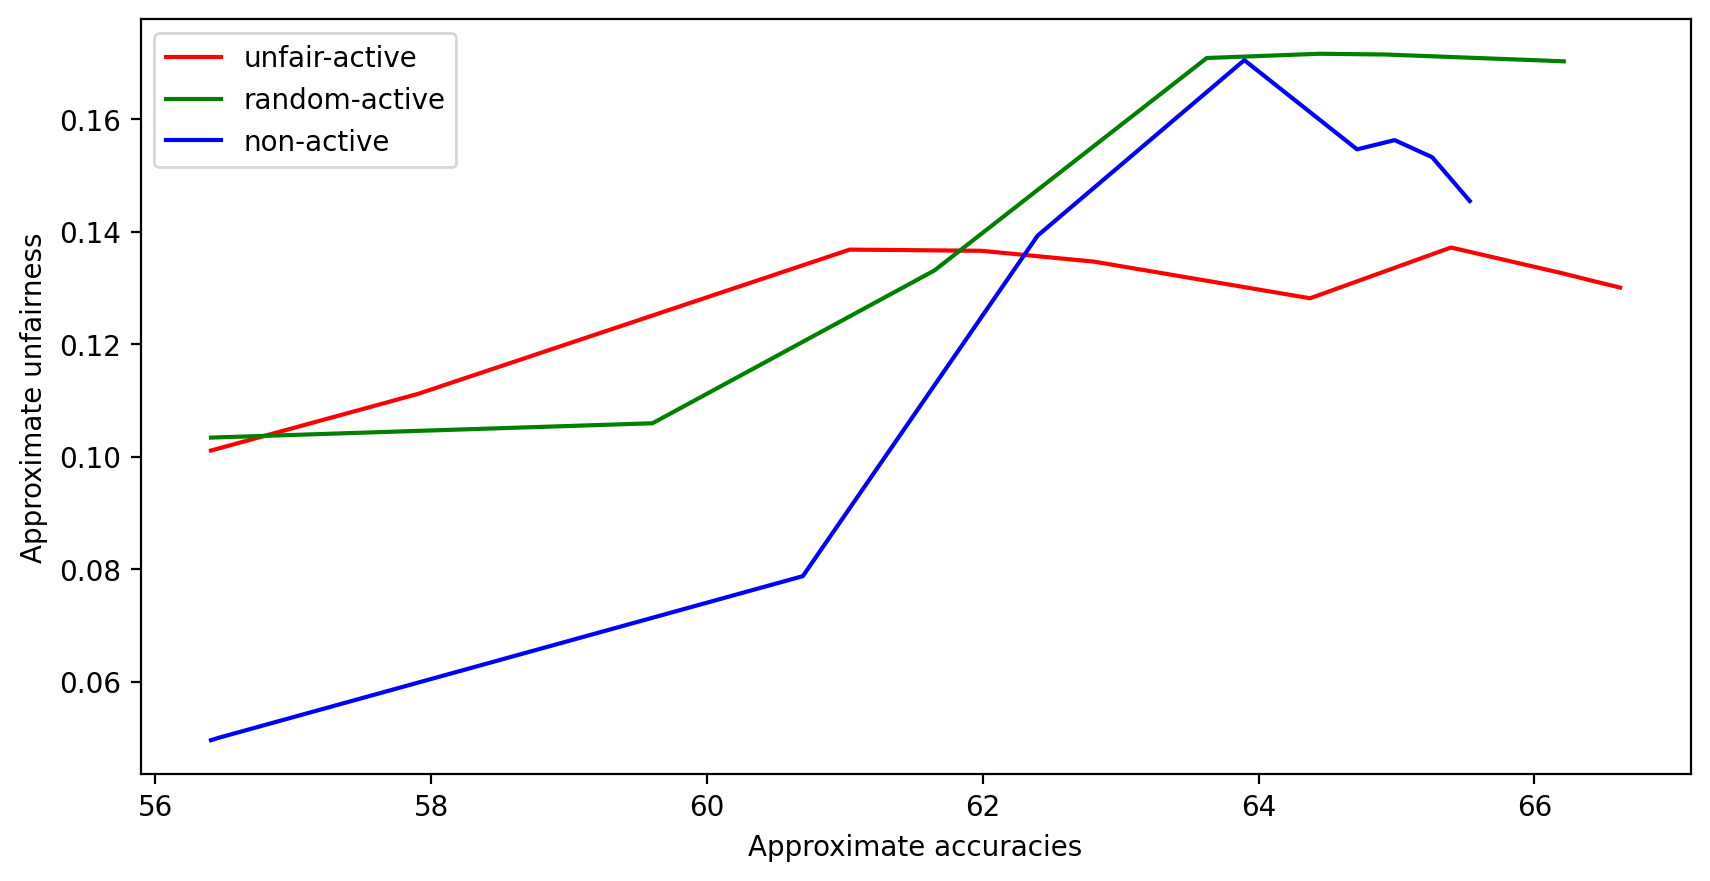 unfair-active
random-active
non-active
0.16
0.14
0.12
0.10
0.08
0.06
Approximate unfairness
56 58 60 62 64 66
Approximate accuracies